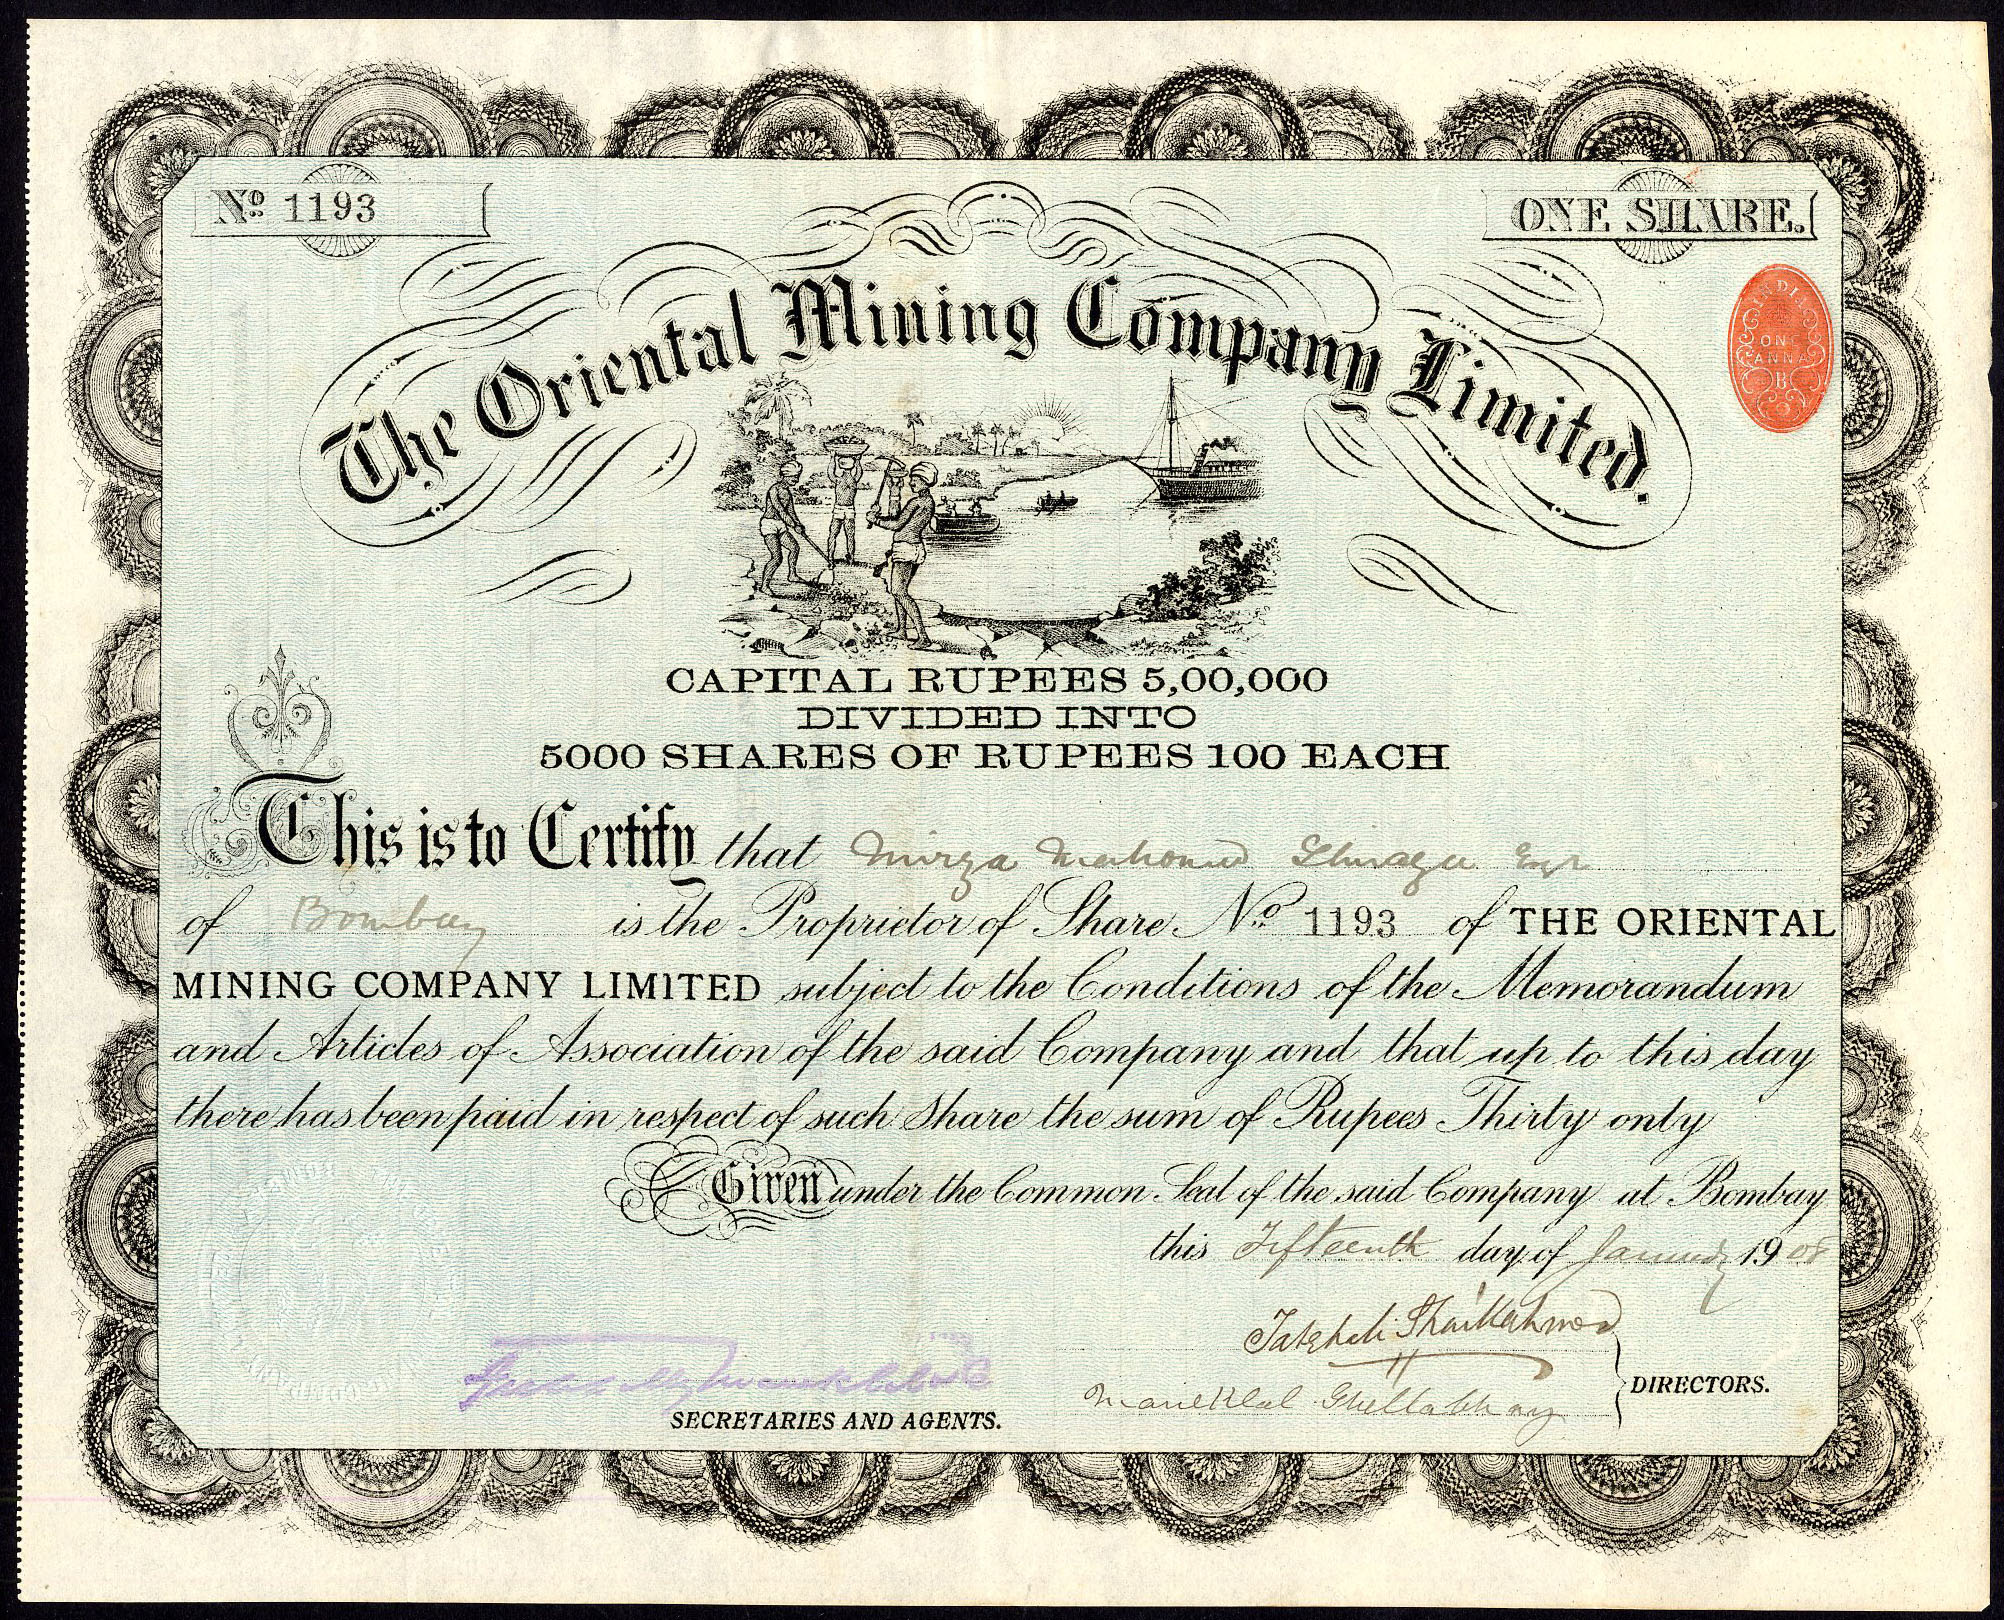 No. 1193
ONE SHARE.
INDIA
ONE
ANNA
B
The Oriental Mining Company Limited.
CAPITAL RUPEES 5,00,000
DIVIDED INTO
5000 SHARES OF RUPEES 100 EACH
This is to Certify that Mirza Mahomed Esqr
of Bombay is the Proprietor of Share No. 1193 of THE ORIENTAL
MINING COMPANY LIMITED subject to the Conditions of the Memorandum
and Articles of Association of the said Company and that up to this day
there has been paid in respect of such Share the sum of Rupees Thirty only
Given under the Common Seal of the said Company at Bombay
this Fifteenth day of January 1908
DIRECTORS.
Maneklal Ghellabhay
SECRETARIES AND AGENTS.